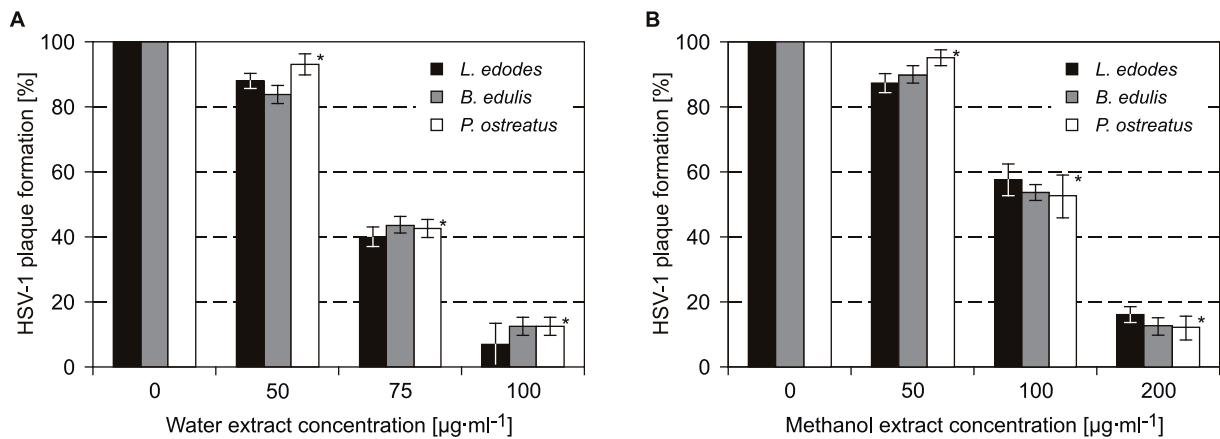 A
HSV-1 plaque formation [%]
100
80
60
40
20
0
L. edodes
B. edulis
P. ostreatus
*
*
*
0 50 75 100
Water extract concentration [µg·ml⁻¹]
B
HSV-1 plaque formation [%]
100
80
60
40
20
0
L. edodes
B. edulis
P. ostreatus
*
*
*
0 50 100 200
Methanol extract concentration [µg·ml⁻¹]